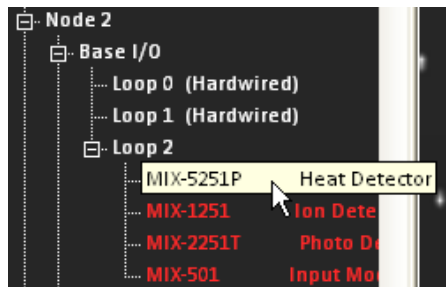 Node 2
Base I/O
Loop 0 (Hardwired)
Loop 1 (Hardwired)
Loop 2
MIX-5251P Heat Detector
MIX-1251 Ion Dete
MIX-2251T Photo De
MIX-501 Input Mo